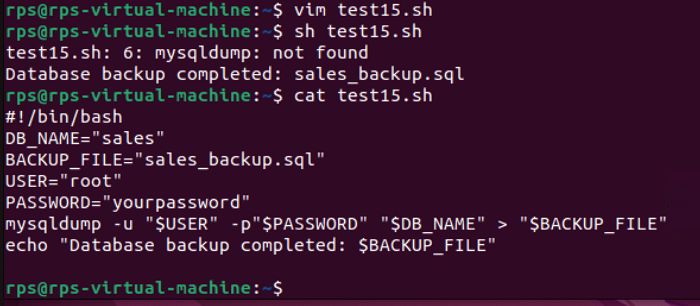 rps@rps-virtual-machine:~$ vim test15.sh
rps@rps-virtual-machine:~$ sh test15.sh
test15.sh: 6: mysqldump: not found
Database backup completed: sales_backup.sql
rps@rps-virtual-machine:~$ cat test15.sh
#!/bin/bash
DB_NAME="sales"
BACKUP_FILE="sales_backup.sql"
USER="root"
PASSWORD="yourpassword"
mysqldump -u "$USER" -p"$PASSWORD" "$DB_NAME" > "$BACKUP_FILE"
echo "Database backup completed: $BACKUP_FILE"
rps@rps-virtual-machine:~$